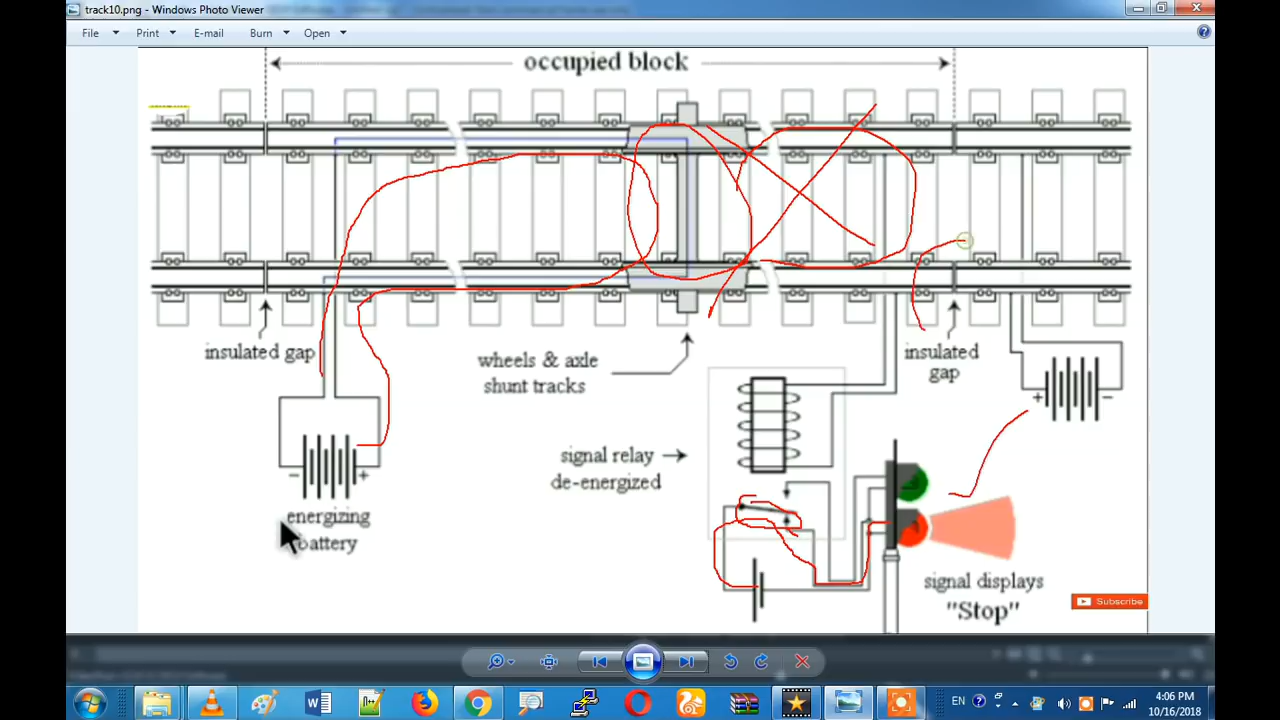 track10.png - Windows Photo Viewer
File
Print
E-mail
Burn
Open
occupied block
insulated gap
wheels & axle
shunt tracks
insulated
gap
+
-
signal relay
de-energized
-
+
energizing
battery
signal displays
"Stop"
Subscribe
EN
4:06 PM
10/16/2018